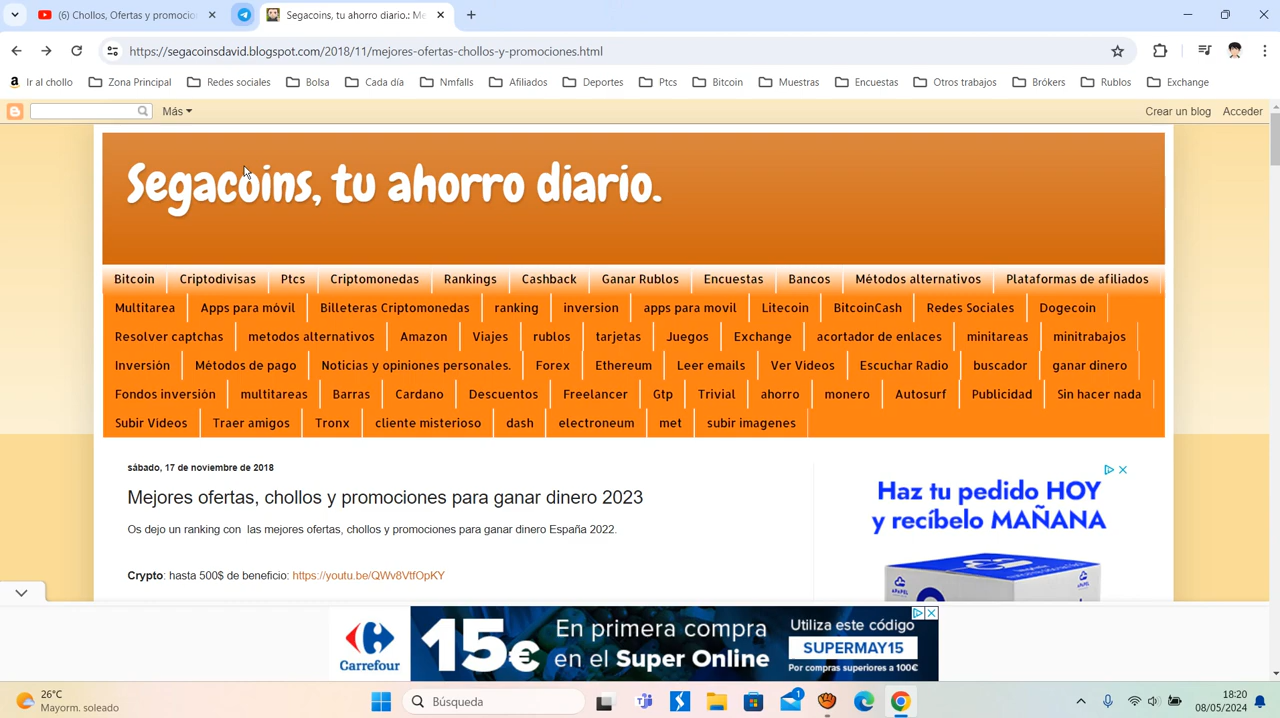 (6) Chollos, Ofertas y promocio
Segacoins, tu ahorro diario.: Me
https://segacoinsdavid.blogspot.com/2018/11/mejores-ofertas-chollos-y-promociones.html
Ir al chollo
Zona Principal
Redes sociales
Bolsa
Cada día
Nmfalls
Afiliados
Deportes
Ptcs
Bitcoin
Muestras
Encuestas
Otros trabajos
Brókers
Rublos
Exchange
Más
Crear un blog
Acceder
Segacoins, tu ahorro diario.
Bitcoin
Criptodivisas
Ptcs
Criptomonedas
Rankings
Cashback
Ganar Rublos
Encuestas
Bancos
Métodos alternativos
Plataformas de afiliados
Multitarea
Apps para móvil
Billeteras Criptomonedas
ranking
inversion
apps para movil
Litecoin
BitcoinCash
Redes Sociales
Dogecoin
Resolver captchas
metodos alternativos
Amazon
Viajes
rublos
tarjetas
Juegos
Exchange
acortador de enlaces
minitareas
minitrabajos
Inversión
Métodos de pago
Noticias y opiniones personales.
Forex
Ethereum
Leer emails
Ver Videos
Escuchar Radio
buscador
ganar dinero
Fondos inversión
multitareas
Barras
Cardano
Descuentos
Freelancer
Gtp
Trivial
ahorro
monero
Autosurf
Publicidad
Sin hacer nada
Subir Videos
Traer amigos
Tronx
cliente misterioso
dash
electroneum
met
subir imagenes
sábado, 17 de noviembre de 2018
Mejores ofertas, chollos y promociones para ganar dinero 2023
Os dejo un ranking con las mejores ofertas, chollos y promociones para ganar dinero España 2022.
Crypto: hasta 500$ de beneficio: https://youtu.be/QWv8VtfOpKY
Haz tu pedido HOY
y recíbelo MAÑANA
APAPEL
Carrefour
15€
En primera compra
en el Super Online
Utiliza este código
SUPERMAY15
Por compras superiores a 100€
26°C
Mayorm. soleado
Búsqueda
1
18:20
08/05/2024